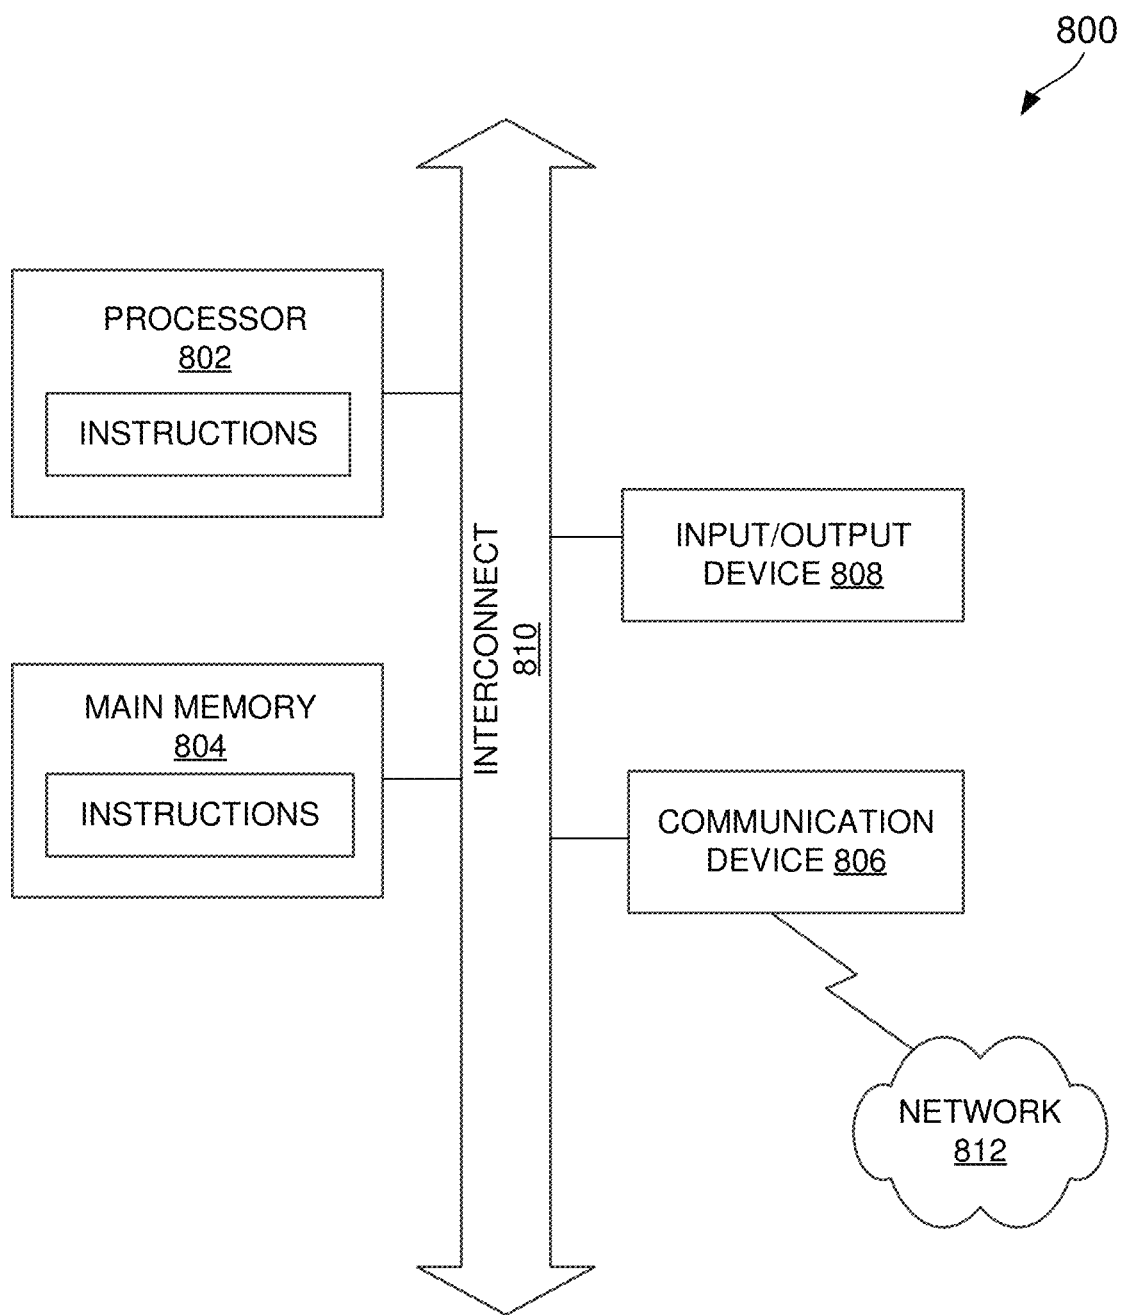 800
PROCESSOR
802
INSTRUCTIONS
INPUT/OUTPUT
DEVICE 808
INTERCONNECT
810
MAIN MEMORY
804
INSTRUCTIONS
COMMUNICATION
DEVICE 806
NETWORK
812